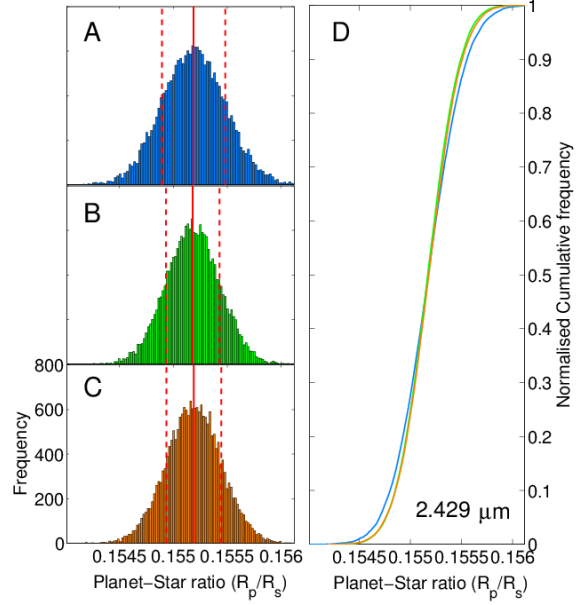 A
B
C
D
800
600
400
200
0
Frequency
0.1545 0.155 0.1555 0.156
Planet−Star ratio (Rp/Rs)
1
0.9
0.8
0.7
0.6
0.5
0.4
0.3
0.2
0.1
0
Normalised Cumulative frequency
2.429 μm
0.1545 0.155 0.1555 0.156
Planet−Star ratio (Rp/Rs)